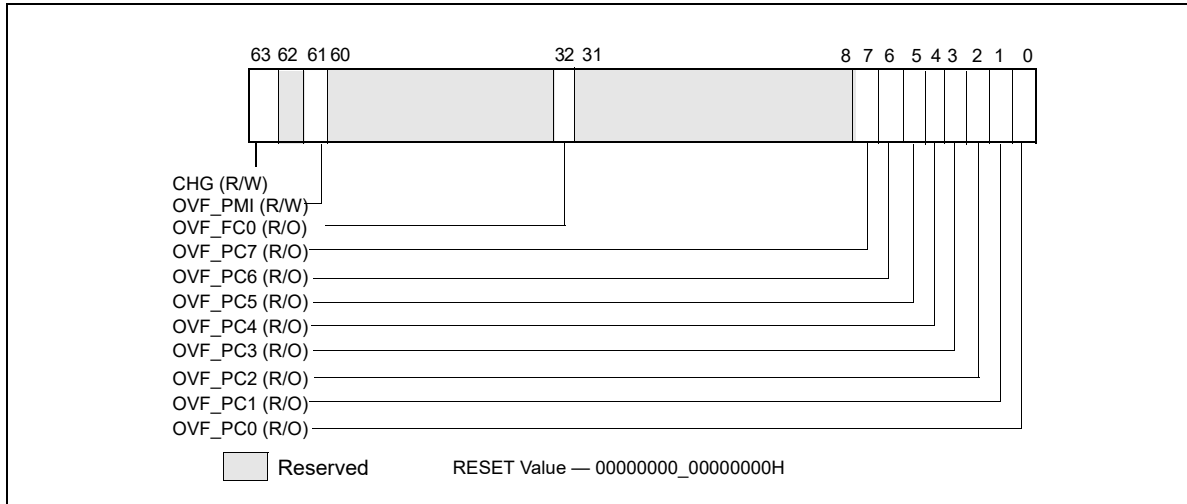 63 62 61 60 32 31 8 7 6 5 4 3 2 1 0
CHG (R/W)
OVF_PMI (R/W)
OVF_FC0 (R/O)
OVF_PC7 (R/O)
OVF_PC6 (R/O)
OVF_PC5 (R/O)
OVF_PC4 (R/O)
OVF_PC3 (R/O)
OVF_PC2 (R/O)
OVF_PC1 (R/O)
OVF_PC0 (R/O)
Reserved RESET Value — 00000000_00000000H